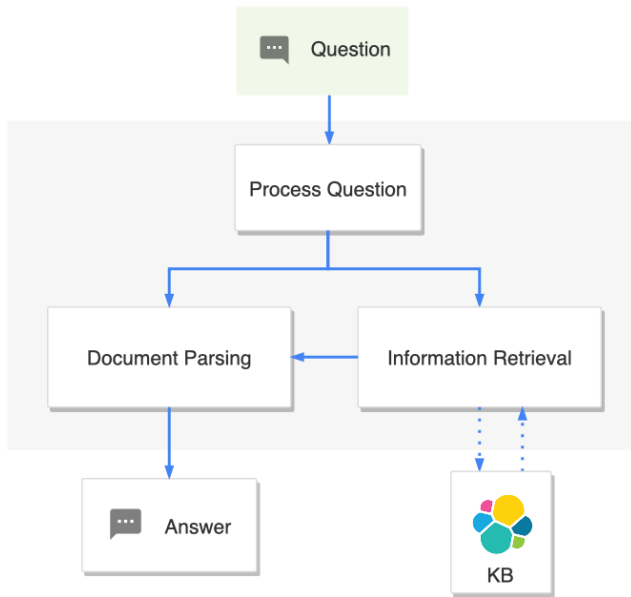 Question
Process Question
Document Parsing
Information Retrieval
Answer
KB